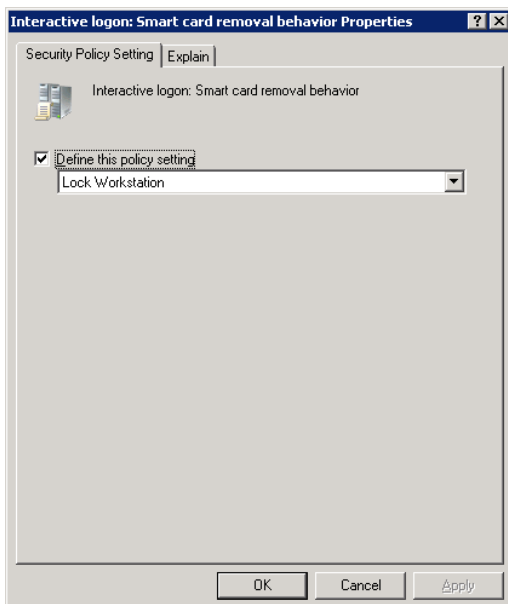 Interactive logon: Smart card removal behavior Properties
Security Policy Setting
Explain
Interactive logon: Smart card removal behavior
Define this policy setting
Lock Workstation
OK
Cancel
Apply